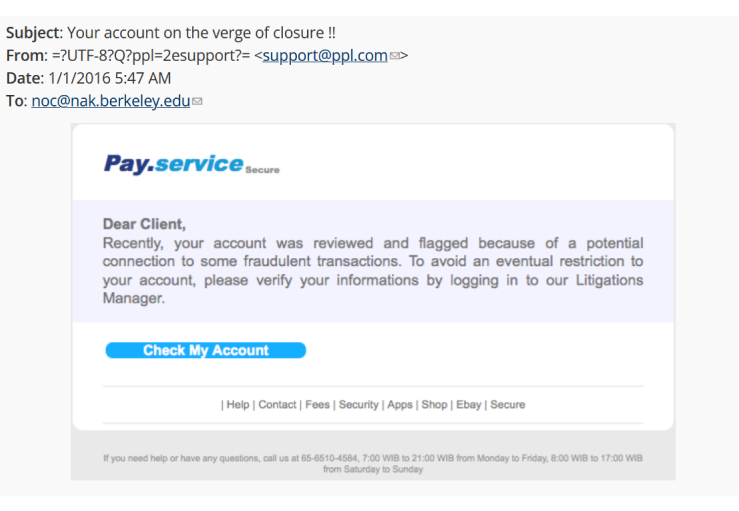 Subject: Your account on the verge of closure !!
From: =?UTF-8?Q?ppl=2esupport?= <support@ppl.com>
Date: 1/1/2016 5:47 AM
To: noc@nak.berkeley.edu
Pay.service Secure
Dear Client,
Recently, your account was reviewed and flagged because of a potential
connection to some fraudulent transactions. To avoid an eventual restriction to
your account, please verify your informations by logging in to our Litigations
Manager.
Check My Account
| Help | Contact | Fees | Security | Apps | Shop | Ebay | Secure
If you need help or have any questions, call us at 65-6510-4584, 7:00 WIB to 21:00 WIB from Monday to Friday, 8:00 WIB to 17:00 WIB
from Saturday to Sunday